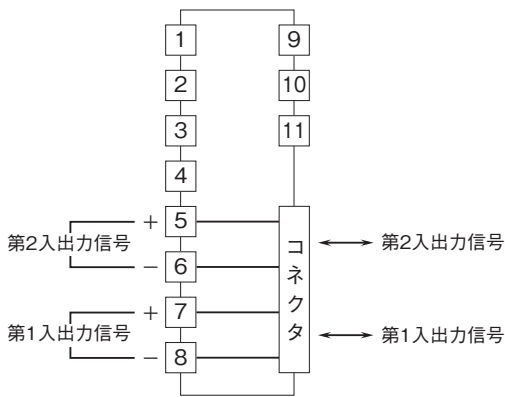 1
9
2
10
3
11
4
+ 5
第2入出力信号
コネクタ
第2入出力信号
− 6
+ 7
第1入出力信号
第1入出力信号
− 8